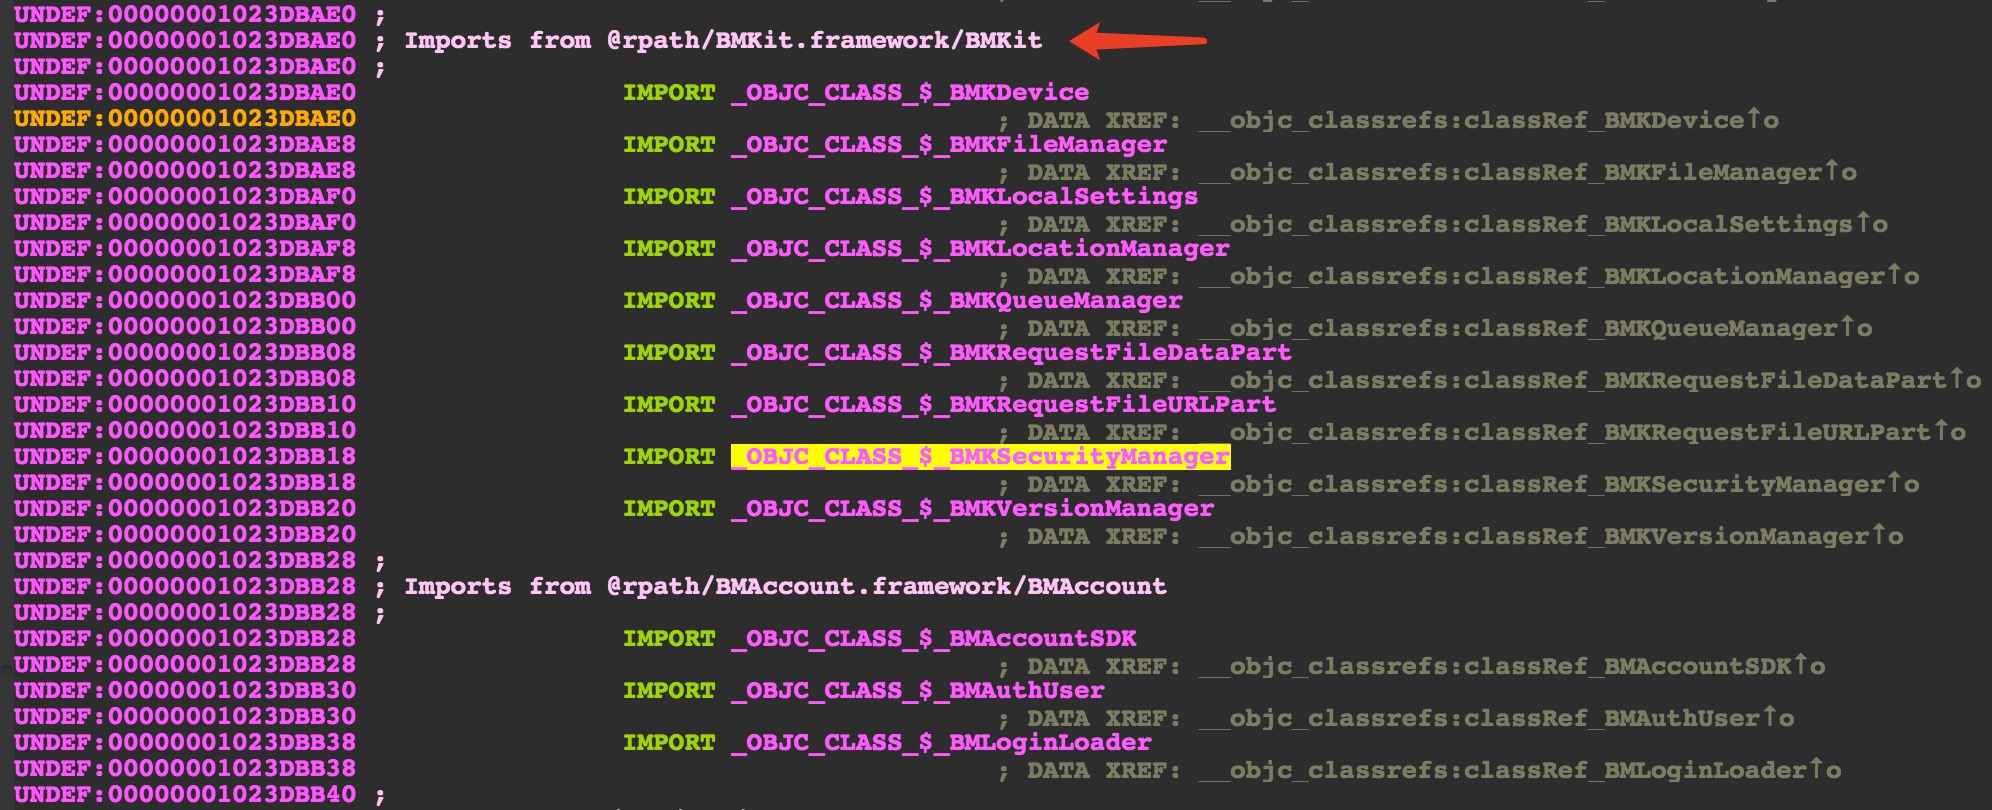 UNDEF:00000001023DBAE0 ;
UNDEF:00000001023DBAE0 ; Imports from @rpath/BMKit.framework/BMKit
UNDEF:00000001023DBAE0 ;
UNDEF:00000001023DBAE0 IMPORT _OBJC_CLASS_$_BMKDevice
UNDEF:00000001023DBAE0 ; DATA XREF: __objc_classrefs:classRef_BMKDevice↑o
UNDEF:00000001023DBAE8 IMPORT _OBJC_CLASS_$_BMKFileManager
UNDEF:00000001023DBAE8 ; DATA XREF: __objc_classrefs:classRef_BMKFileManager↑o
UNDEF:00000001023DBAF0 IMPORT _OBJC_CLASS_$_BMKLocalSettings
UNDEF:00000001023DBAF0 ; DATA XREF: __objc_classrefs:classRef_BMKLocalSettings↑o
UNDEF:00000001023DBAF8 IMPORT _OBJC_CLASS_$_BMKLocationManager
UNDEF:00000001023DBAF8 ; DATA XREF: __objc_classrefs:classRef_BMKLocationManager↑o
UNDEF:00000001023DBB00 IMPORT _OBJC_CLASS_$_BMKQueueManager
UNDEF:00000001023DBB00 ; DATA XREF: __objc_classrefs:classRef_BMKQueueManager↑o
UNDEF:00000001023DBB08 IMPORT _OBJC_CLASS_$_BMKRequestFileDataPart
UNDEF:00000001023DBB08 ; DATA XREF: __objc_classrefs:classRef_BMKRequestFileDataPart↑o
UNDEF:00000001023DBB10 IMPORT _OBJC_CLASS_$_BMKRequestFileURLPart
UNDEF:00000001023DBB10 ; DATA XREF: __objc_classrefs:classRef_BMKRequestFileURLPart↑o
UNDEF:00000001023DBB18 IMPORT _OBJC_CLASS_$_BMKSecurityManager
UNDEF:00000001023DBB18 ; DATA XREF: __objc_classrefs:classRef_BMKSecurityManager↑o
UNDEF:00000001023DBB20 IMPORT _OBJC_CLASS_$_BMKVersionManager
UNDEF:00000001023DBB20 ; DATA XREF: __objc_classrefs:classRef_BMKVersionManager↑o
UNDEF:00000001023DBB28 ;
UNDEF:00000001023DBB28 ; Imports from @rpath/BMAccount.framework/BMAccount
UNDEF:00000001023DBB28 ;
UNDEF:00000001023DBB28 IMPORT _OBJC_CLASS_$_BMAccountSDK
UNDEF:00000001023DBB28 ; DATA XREF: __objc_classrefs:classRef_BMAccountSDK↑o
UNDEF:00000001023DBB30 IMPORT _OBJC_CLASS_$_BMAuthUser
UNDEF:00000001023DBB30 ; DATA XREF: __objc_classrefs:classRef_BMAuthUser↑o
UNDEF:00000001023DBB38 IMPORT _OBJC_CLASS_$_BMLoginLoader
UNDEF:00000001023DBB38 ; DATA XREF: __objc_classrefs:classRef_BMLoginLoader↑o
UNDEF:00000001023DBB40 ;